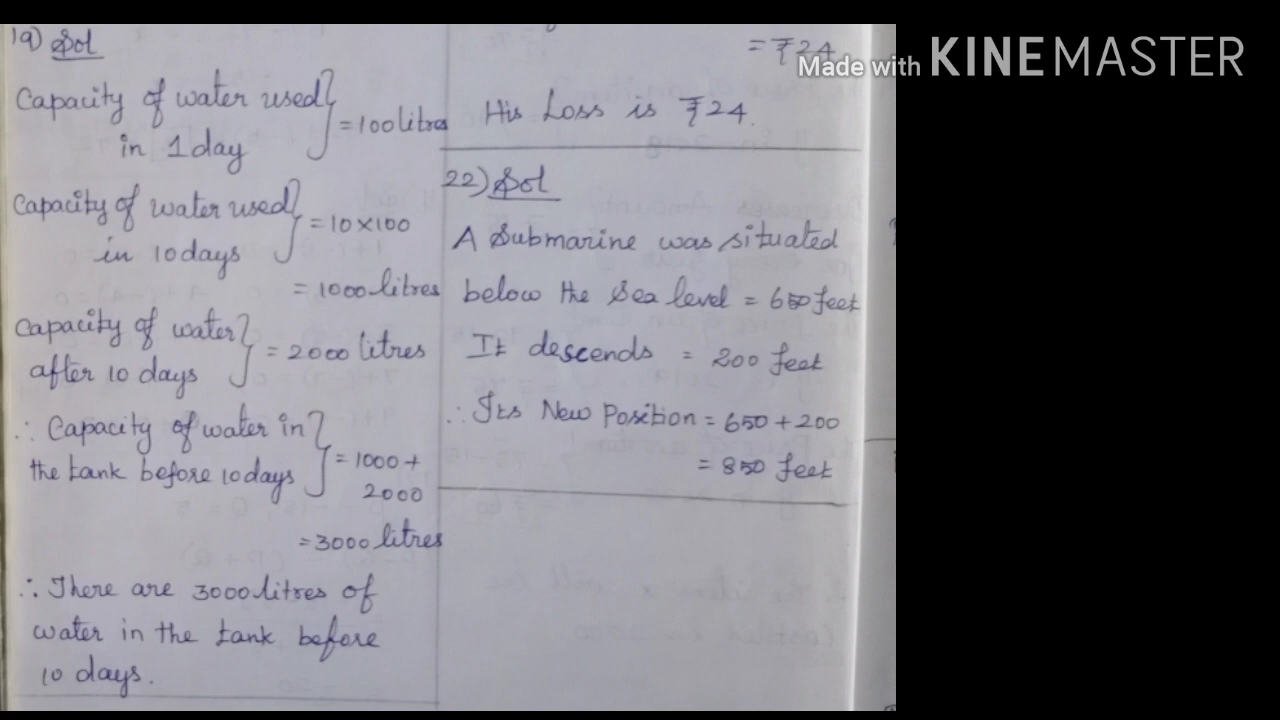 19) Sol
Capacity of water used
in 1 day
= 100 litres
Capacity of water used
in 10 days
= 10 × 100
= 1000 litres
Capacity of water
after 10 days
= 2000 litres
∴ Capacity of water in
the tank before 10 days
= 1000 +
2000
= 3000 litres
∴ There are 3000 litres of
water in the tank before
10 days.
= ₹24
His Loss is ₹24.
22) Sol
A Submarine was situated
below the Sea level = 650 feet
It descends = 200 feet
∴ Its New Position = 650 + 200
= 850 feet
Made with KINEMASTER